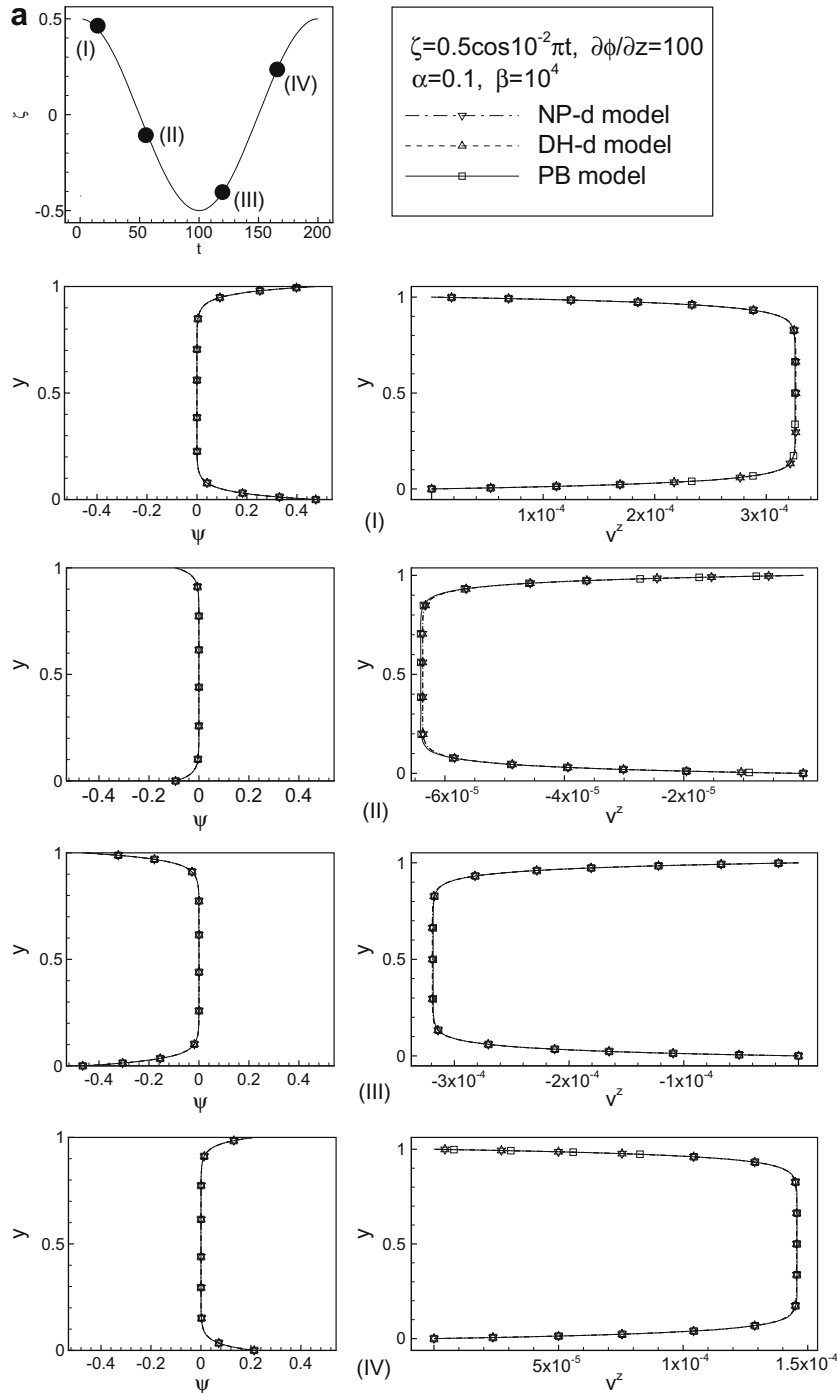 a
0.5
0
-0.5
ζ
0 50 100 150 200
t
(I)
(II)
(III)
(IV)
ζ=0.5cos10⁻²πt, ∂ϕ/∂z=100
α=0.1, β=10⁴
NP-d model
DH-d model
PB model
1
0.5
0
y
-0.4 -0.2 0 0.2 0.4
ψ
1
0.5
0
y
1x10⁻⁴ 2x10⁻⁴ 3x10⁻⁴
vᶻ
(I)
1
0.5
0
y
-0.4 -0.2 0 0.2 0.4
ψ
1
0.5
0
y
-6x10⁻⁵ -4x10⁻⁵ -2x10⁻⁵
vᶻ
(II)
1
0.5
0
y
-0.4 -0.2 0 0.2 0.4
ψ
1
0.5
0
y
-3x10⁻⁴ -2x10⁻⁴ -1x10⁻⁴
vᶻ
(III)
1
0.5
0
y
-0.4 -0.2 0 0.2 0.4
ψ
1
0.5
0
y
5x10⁻⁵ 1x10⁻⁴ 1.5x10⁻⁴
vᶻ
(IV)